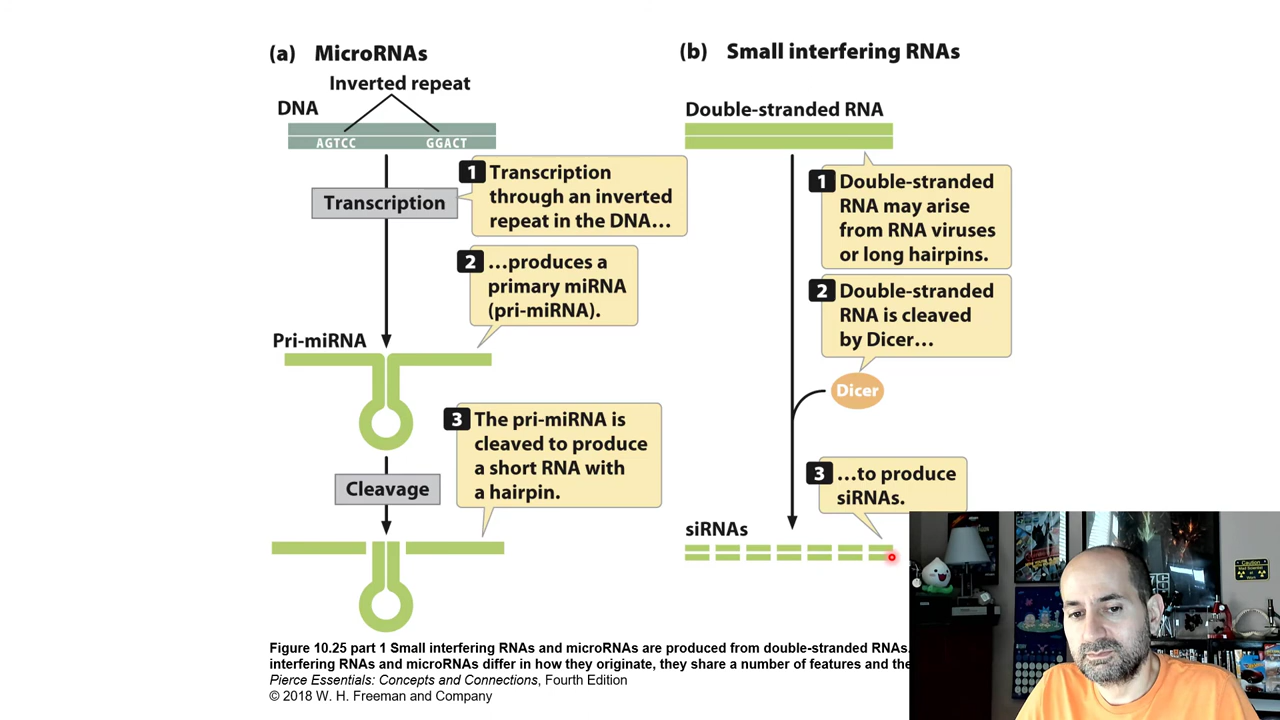 (a) MicroRNAs
Inverted repeat
DNA
AGTCC GGACT
1 Transcription
through an inverted
repeat in the DNA…
Transcription
2 …produces a
primary miRNA
(pri-miRNA).
Pri-miRNA
3 The pri-miRNA is
cleaved to produce
a short RNA with
a hairpin.
Cleavage
(b) Small interfering RNAs
Double-stranded RNA
1 Double-stranded
RNA may arise
from RNA viruses
or long hairpins.
2 Double-stranded
RNA is cleaved
by Dicer…
Dicer
3 …to produce
siRNAs.
siRNAs
Figure 10.25 part 1 Small interfering RNAs and microRNAs are produced from double-stranded RNAs.
interfering RNAs and microRNAs differ in how they originate, they share a number of features and the
Pierce Essentials: Concepts and Connections, Fourth Edition
© 2018 W. H. Freeman and Company
Caution